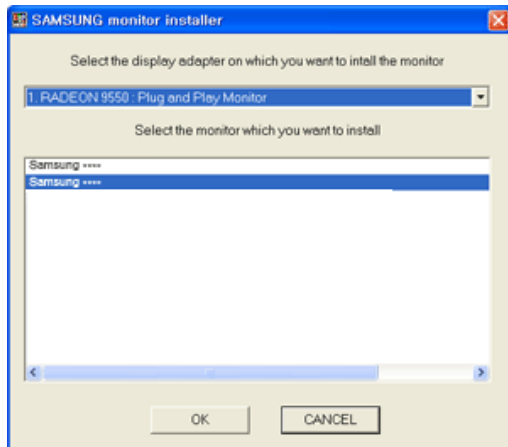 SAMSUNG monitor installer
Select the display adapter on which you want to intall the monitor
1. RADEON 9550 : Plug and Play Monitor
Select the monitor which you want to install
Samsung ****
Samsung ****
OK
CANCEL